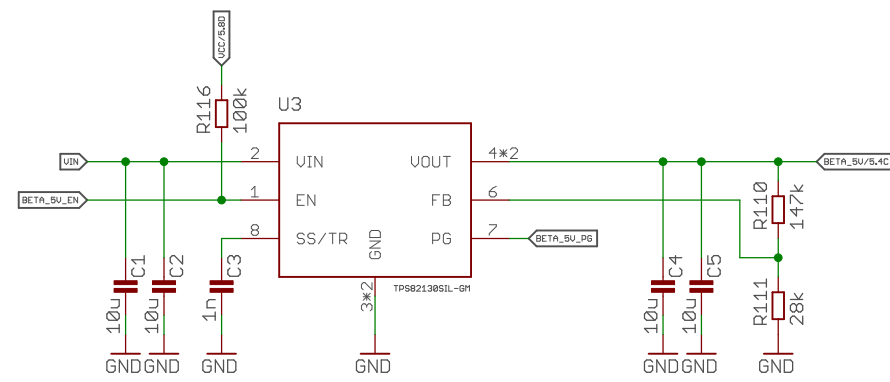 VCC/5.8D
R116
100k
U3
VIN
2
VIN
VOUT
4*2
BETA_5V/5.4C
BETA_5V_EN
1
EN
FB
6
R110
147k
8
SS/TR
GND
PG
7
BETA_5V_PG
C1
10u
C2
10u
C3
1n
3*2
TPS82130SIL-GM
C4
10u
C5
10u
R111
28k
GND
GND
GND
GND
GND
GND
GND